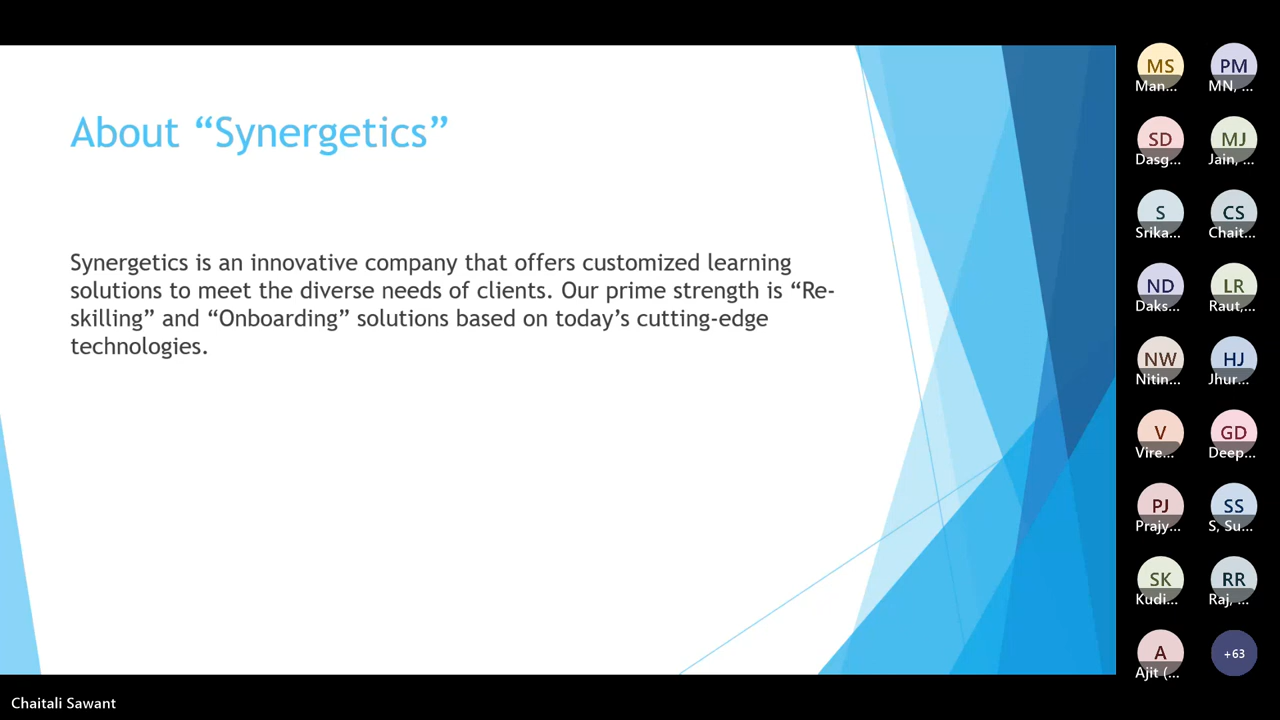 About “Synergetics”
Synergetics is an innovative company that offers customized learning
solutions to meet the diverse needs of clients. Our prime strength is “Re-
skilling” and “Onboarding” solutions based on today’s cutting-edge
technologies.
MS PM
Man... MN, ...
SD MJ
Dasg... Jain, ...
S CS
Srika... Chait...
ND LR
Daks... Raut,...
NW HJ
Nitin... Jhur...
V GD
Vire... Deep...
PJ SS
Prajy... S, Su...
SK RR
Kudi... Raj, ...
A +63
Ajit (...
Chaitali Sawant